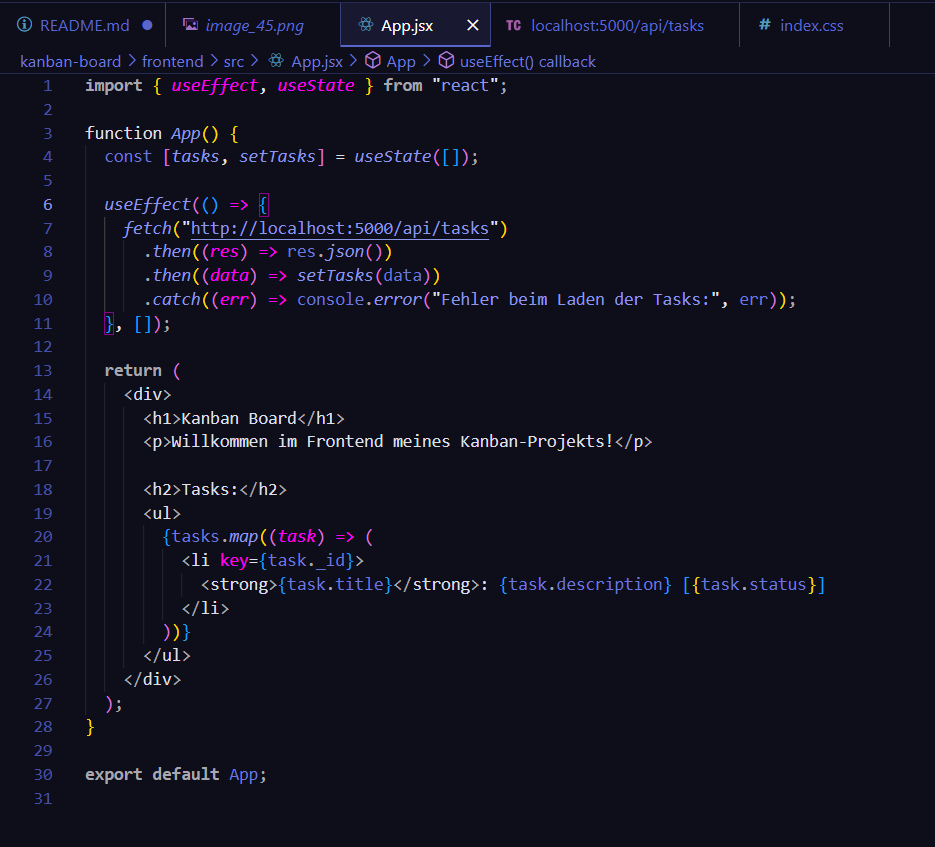 README.md image_45.png App.jsx TC localhost:5000/api/tasks # index.css
kanban-board > frontend > src > App.jsx > App > useEffect() callback
1 import { useEffect, useState } from "react";
2
3 function App() {
4 const [tasks, setTasks] = useState([]);
5
6 useEffect(() => {
7 fetch("http://localhost:5000/api/tasks")
8 .then((res) => res.json())
9 .then((data) => setTasks(data))
10 .catch((err) => console.error("Fehler beim Laden der Tasks:", err));
11 }, []);
12
13 return (
14 <div>
15 <h1>Kanban Board</h1>
16 <p>Willkommen im Frontend meines Kanban-Projekts!</p>
17
18 <h2>Tasks:</h2>
19 <ul>
20 {tasks.map((task) => (
21 <li key={task._id}>
22 <strong>{task.title}</strong>: {task.description} [{task.status}]
23 </li>
24 ))}
25 </ul>
26 </div>
27 );
28 }
29
30 export default App;
31